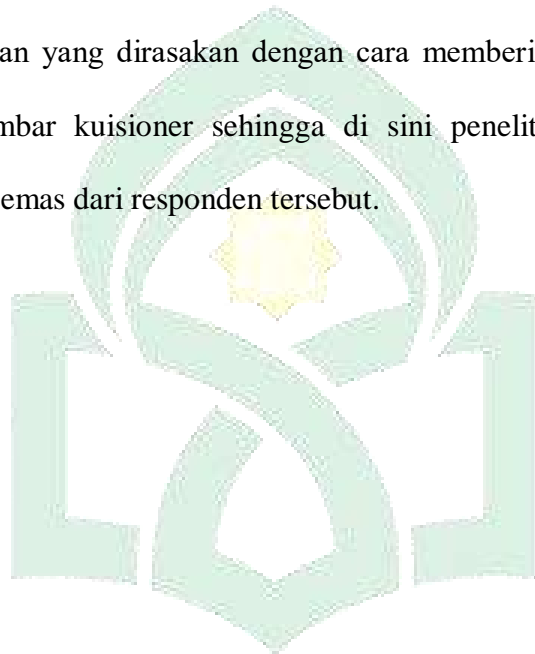 an yang dirasakan dengan cara memberi
mbar kuisioner sehingga di sini penelit
emas dari responden tersebut.